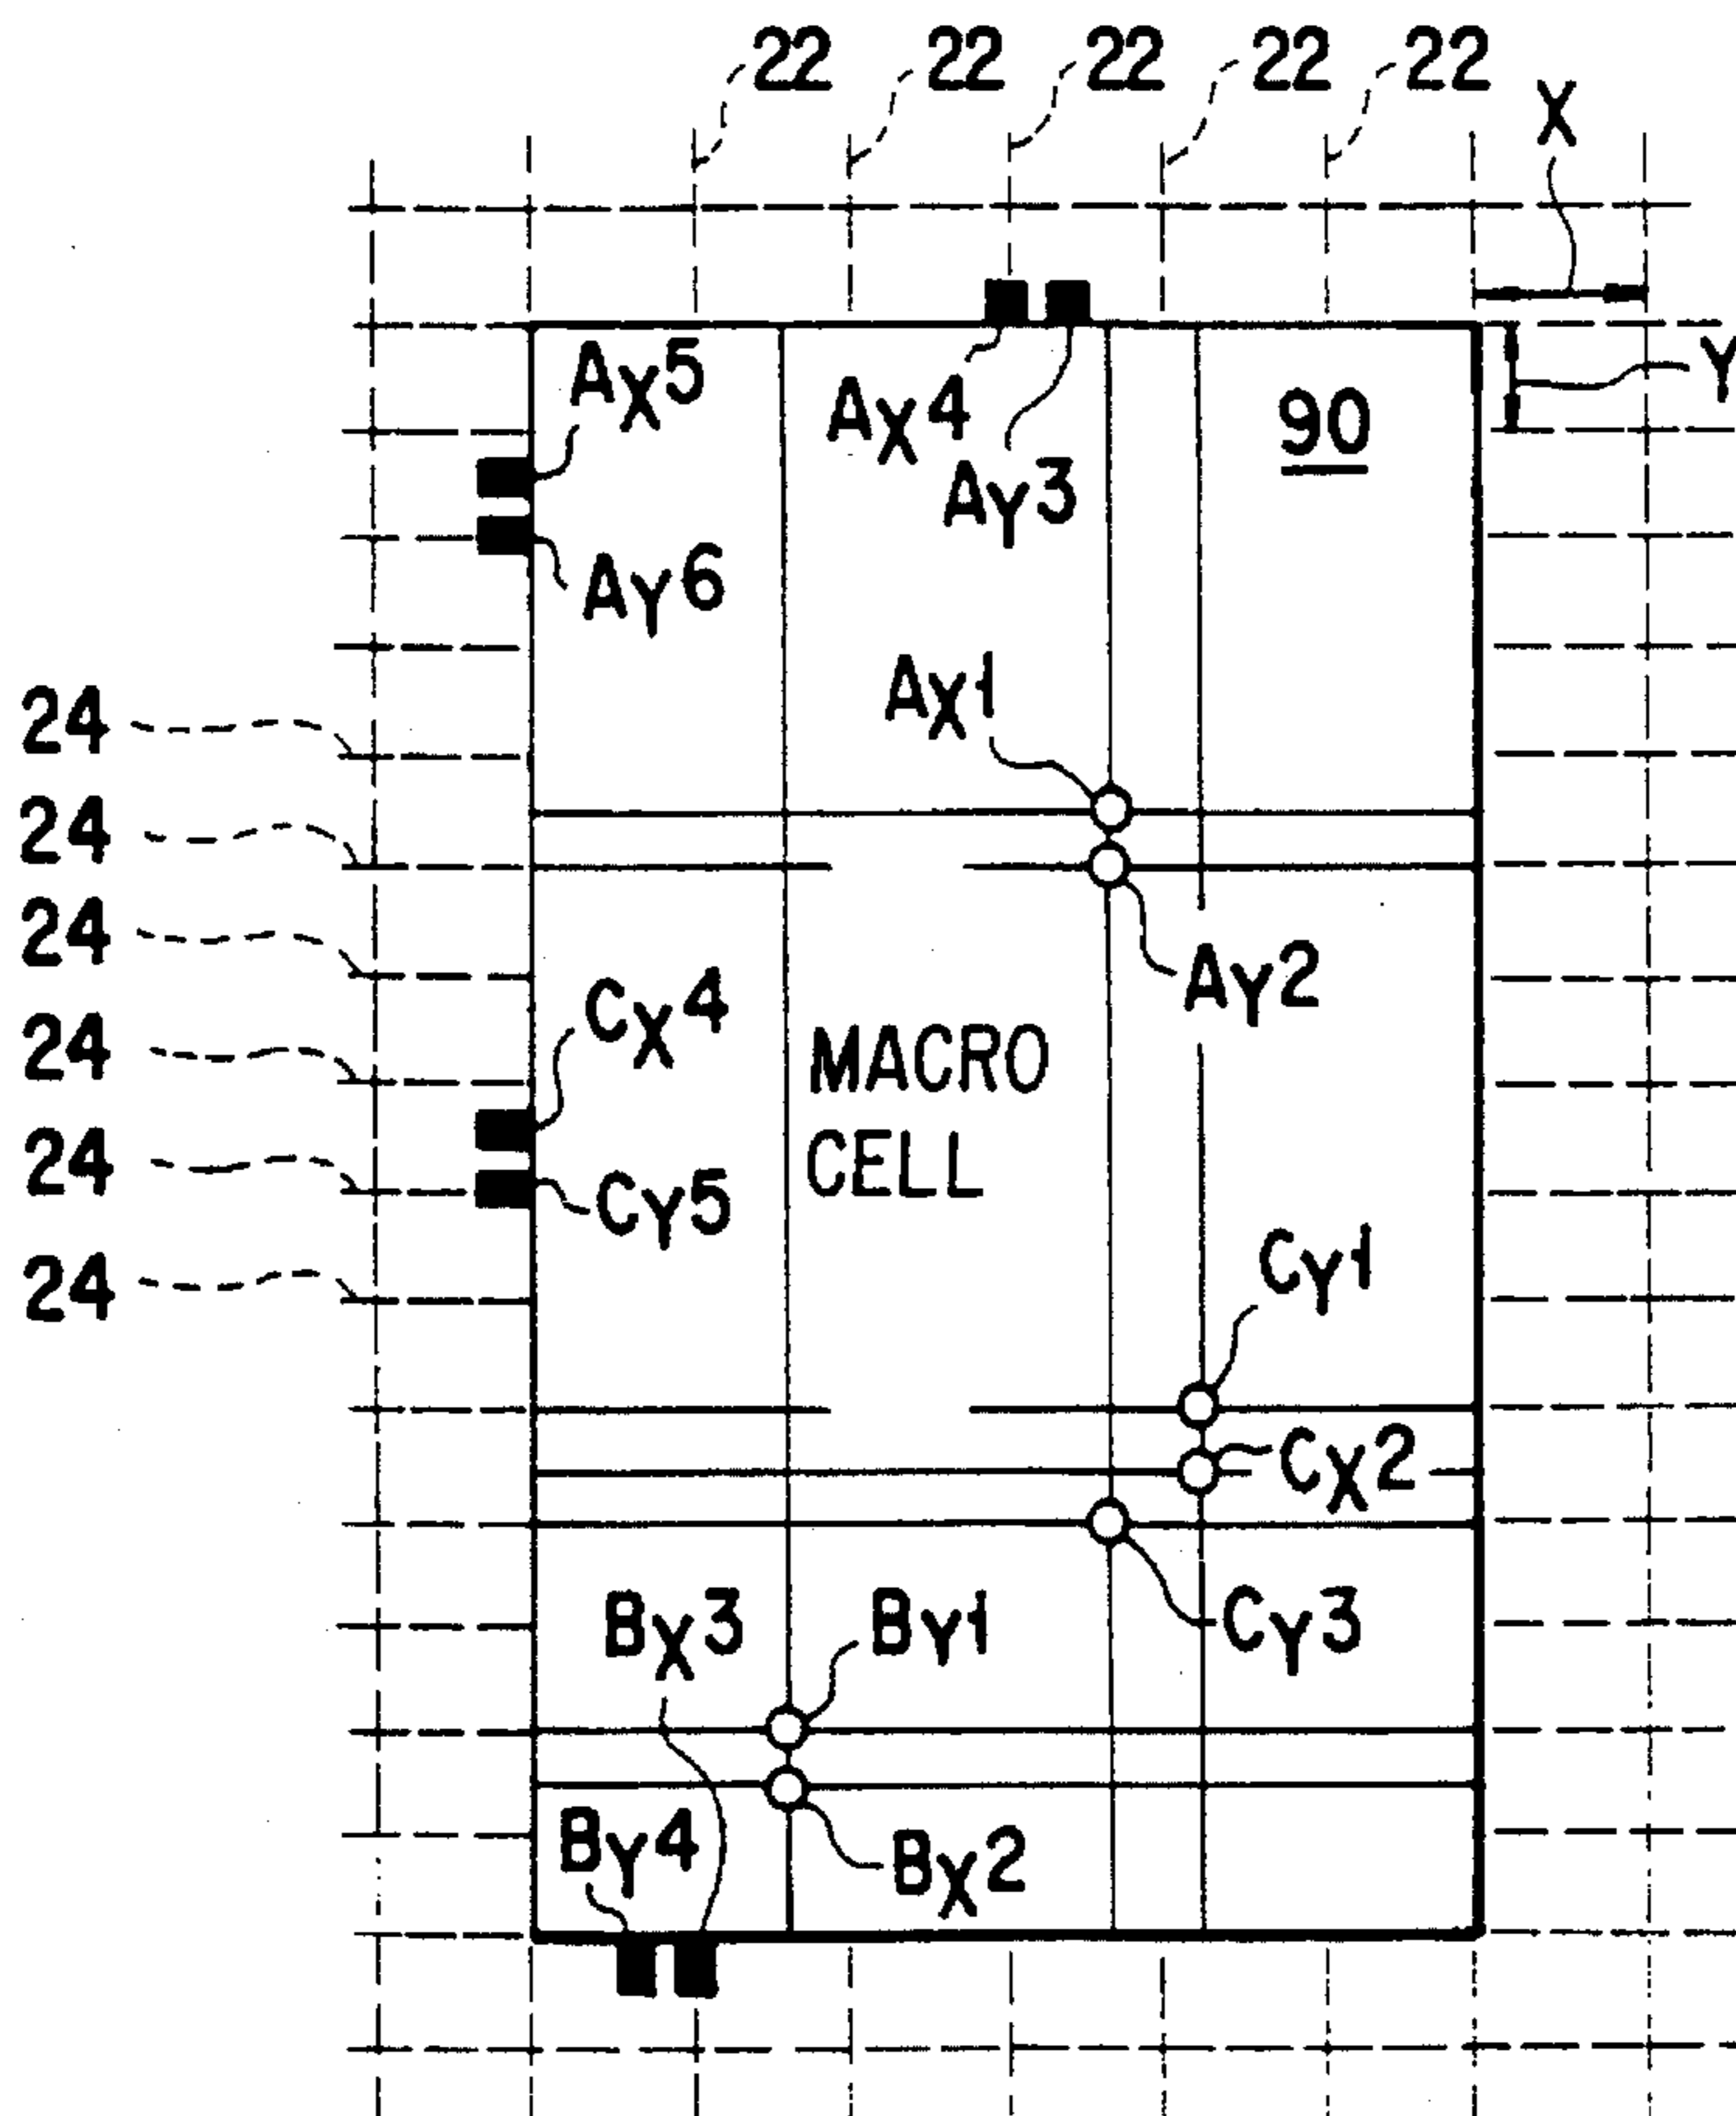 22 22 22 22 22
X
Y
AX5
AX4
90
AY3
AY6
AX1
24
24
AY2
24
CX4
24
MACRO
CELL
24
CY5
CY1
24
CX2
BX3
BY1
CY3
BY4
BX2